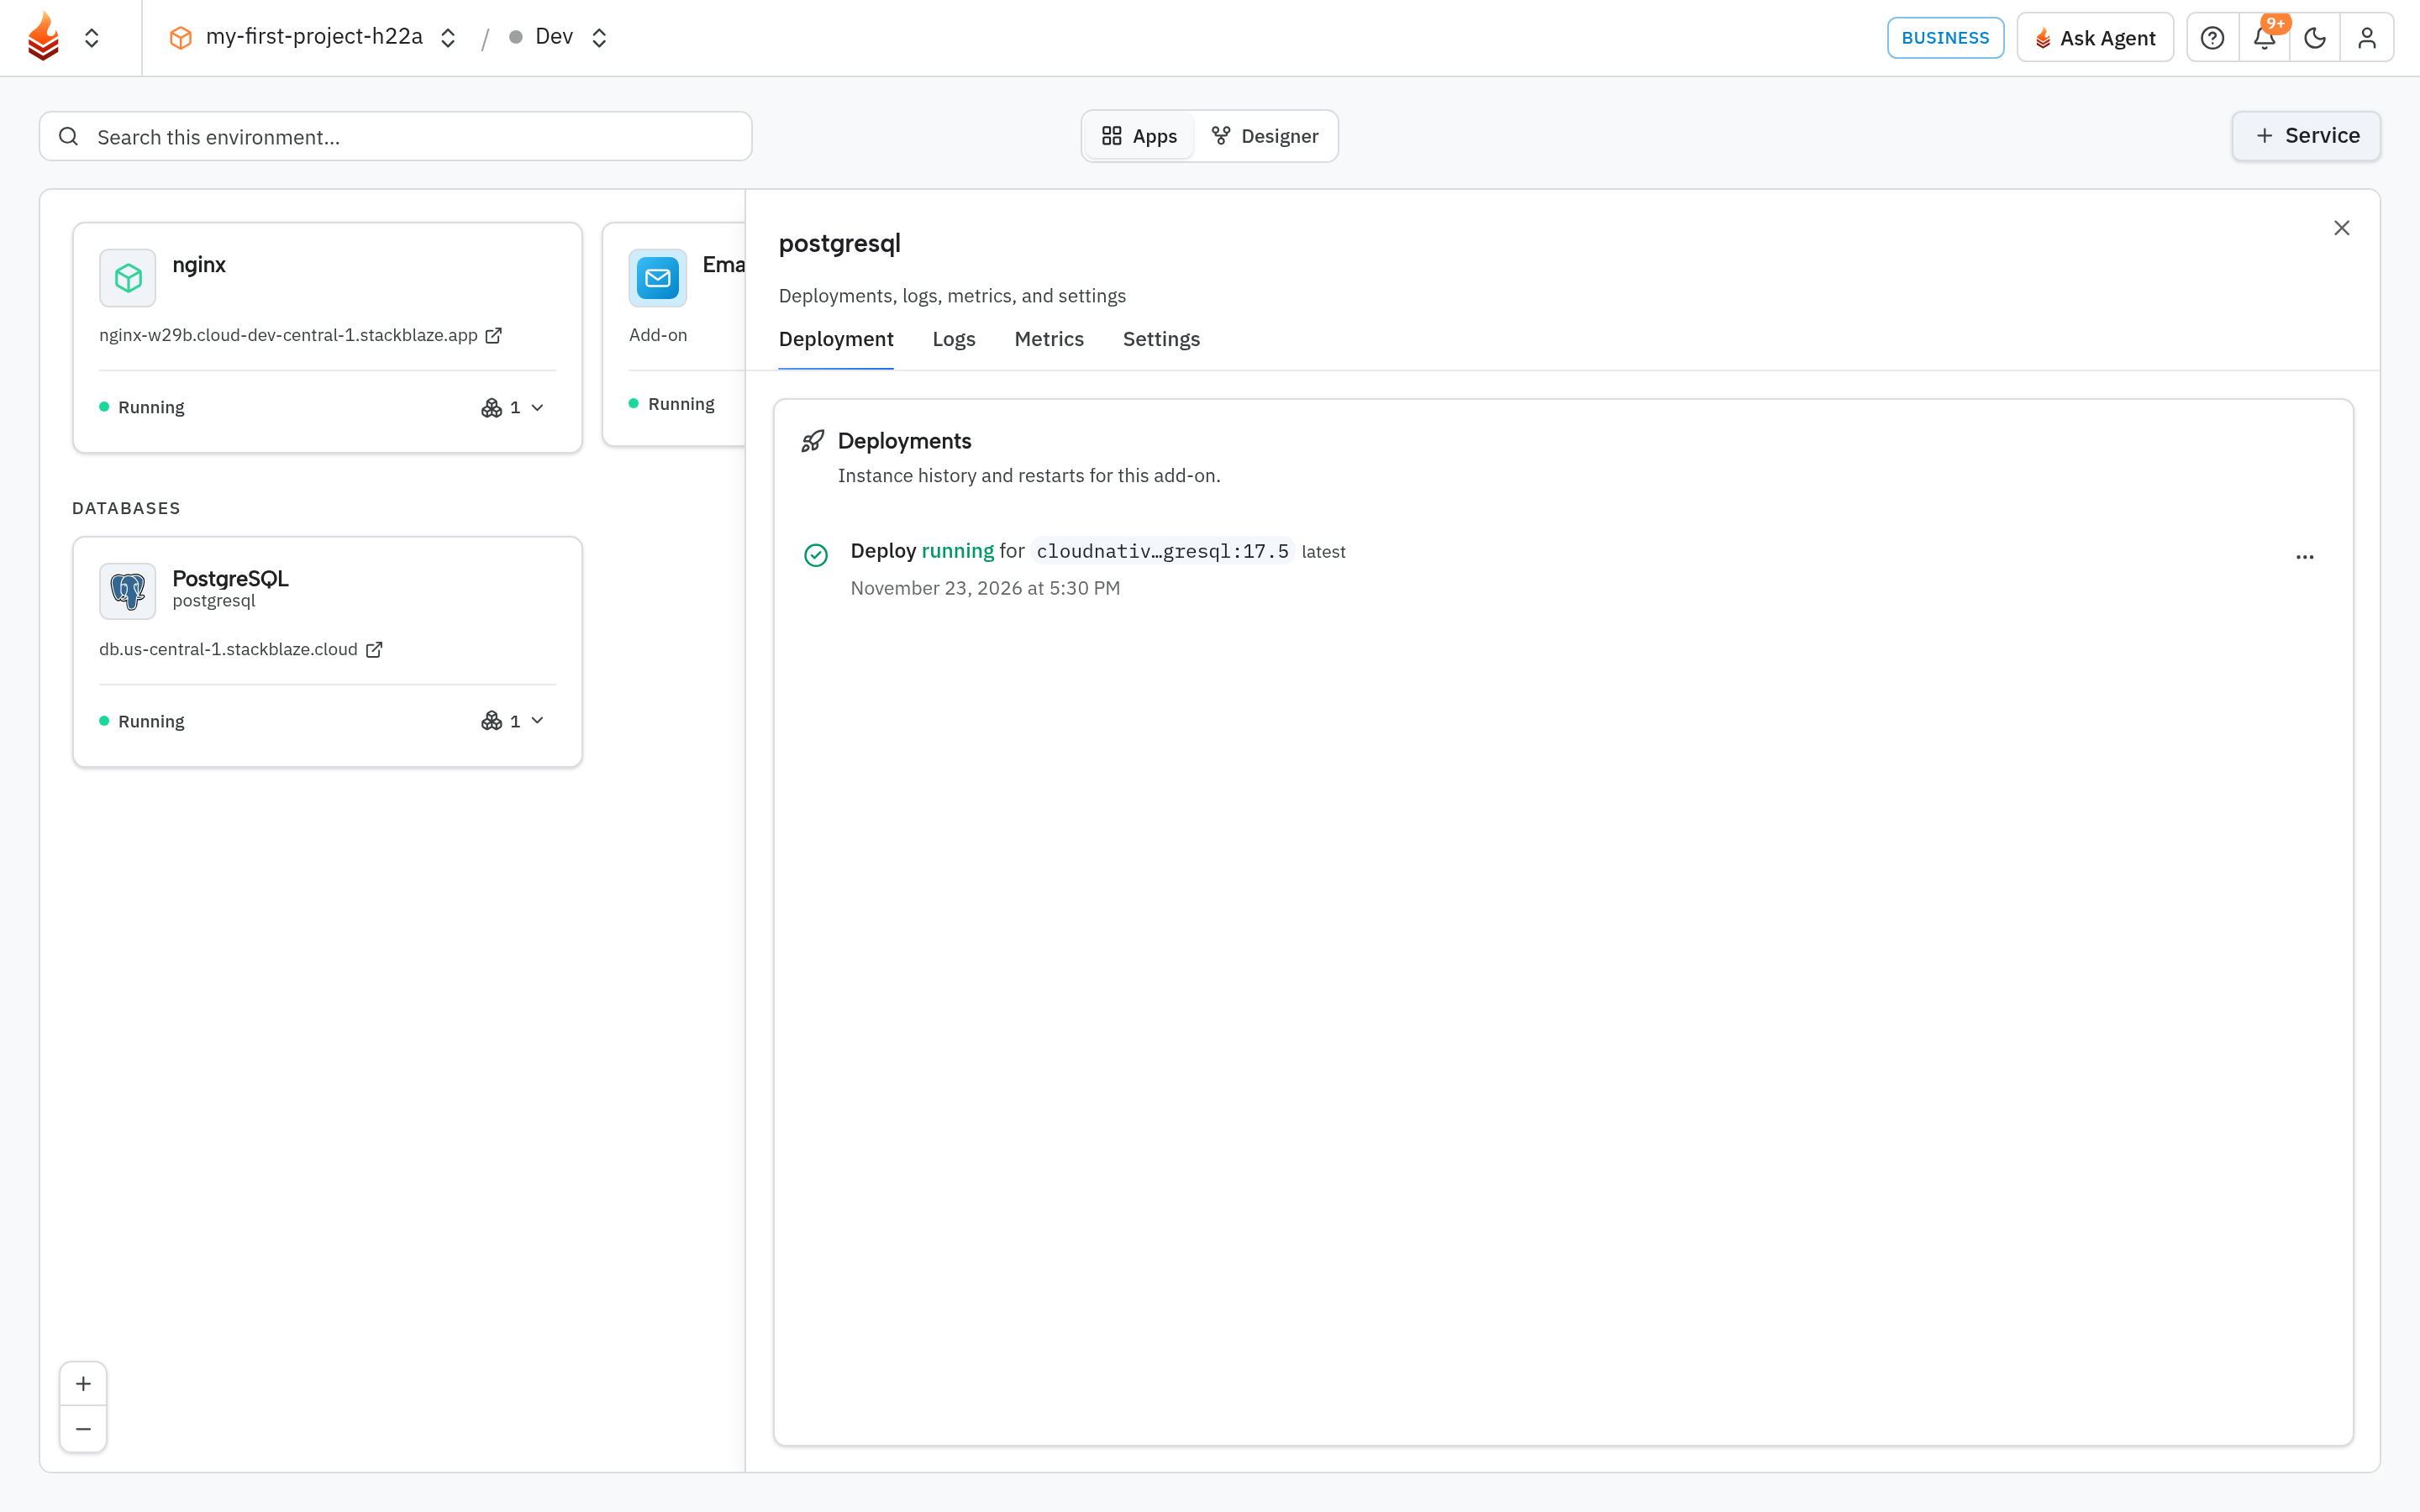 my-first-project-h22a / Dev
BUSINESS
Ask Agent
9+
Search this environment...
Apps
Designer
+ Service
nginx
nginx-w29b.cloud-dev-central-1.stackblaze.app
Running
1
Ema
Add-on
Running
DATABASES
PostgreSQL
postgresql
db.us-central-1.stackblaze.cloud
Running
1
postgresql
Deployments, logs, metrics, and settings
Deployment
Logs
Metrics
Settings
Deployments
Instance history and restarts for this add-on.
Deploy running for cloudnativ…gresql:17.5 latest
November 23, 2026 at 5:30 PM